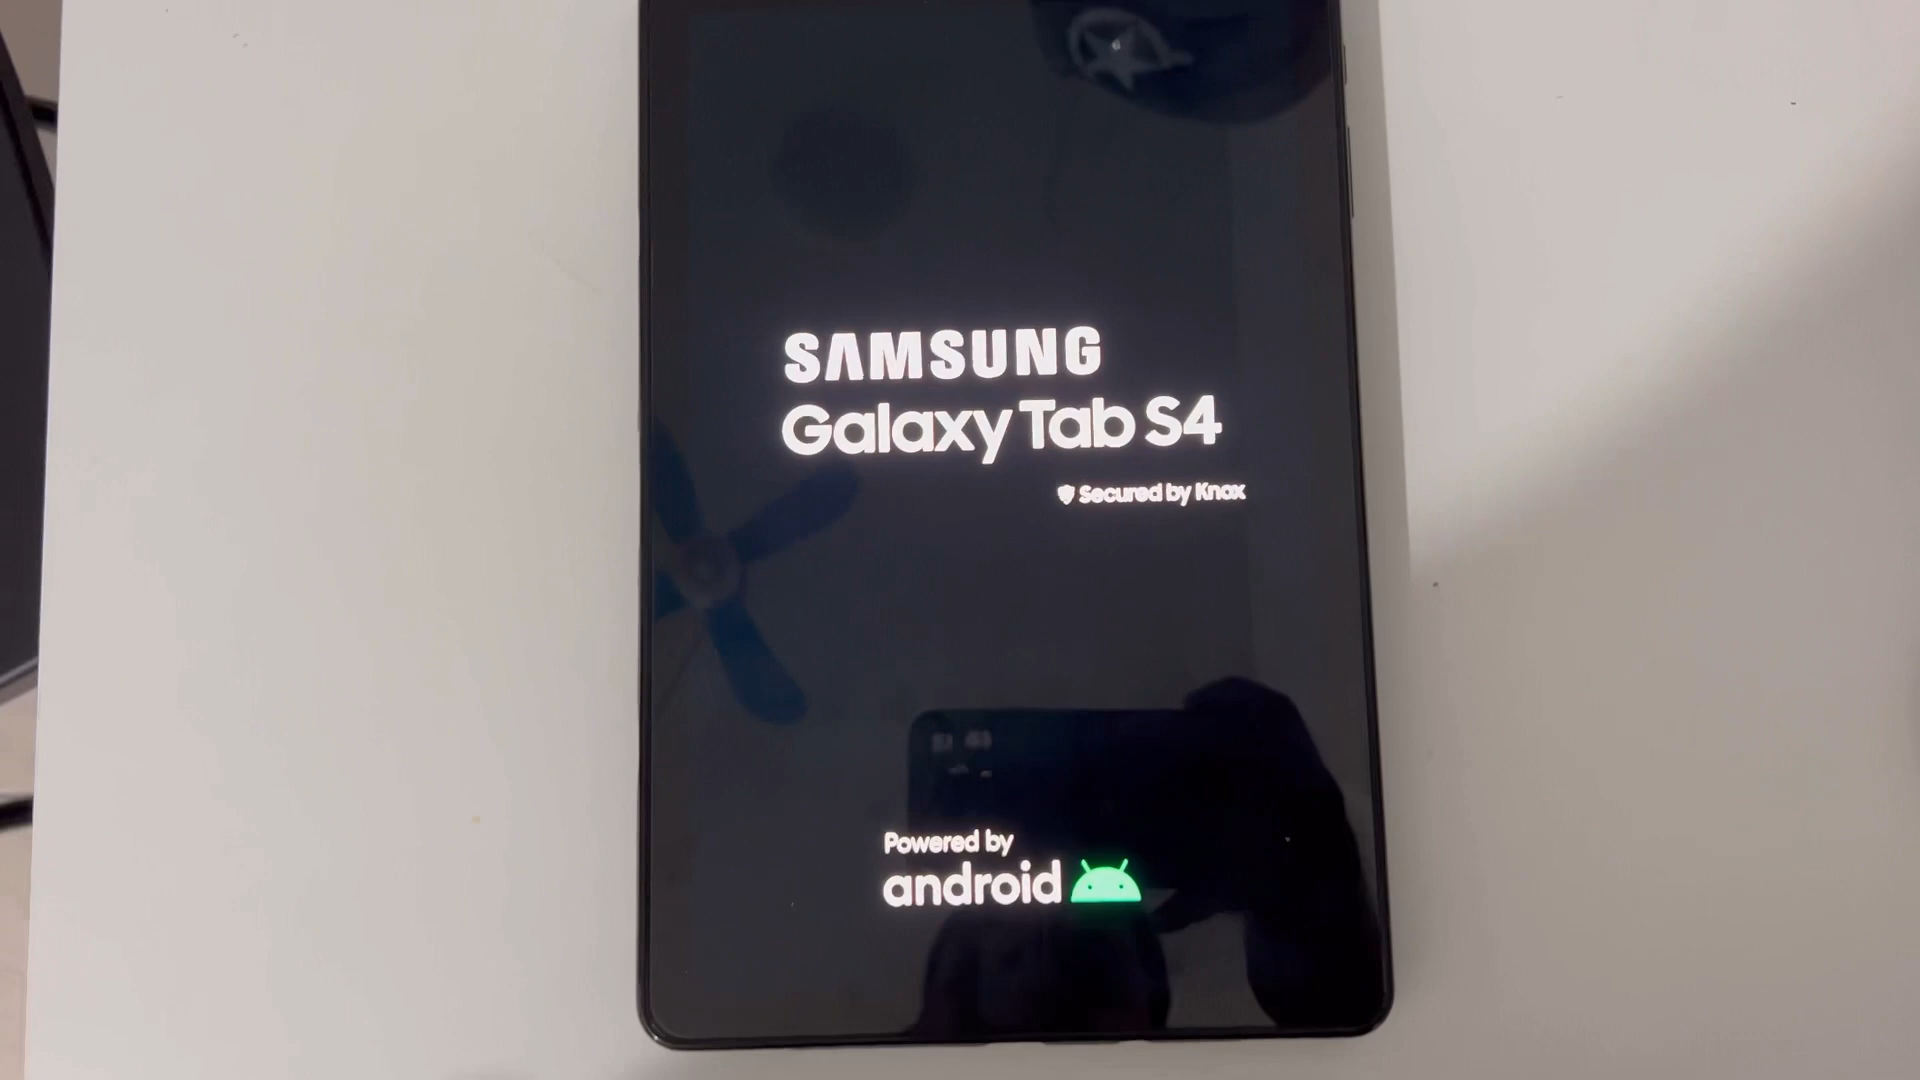 SAMSUNG
Galaxy Tab S4
Secured by Knox
Powered by
android